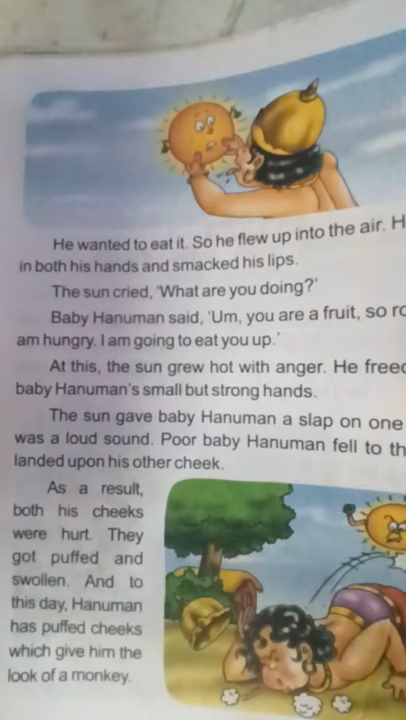 He wanted to eat it. So he flew up into the air. H
in both his hands and smacked his lips.
The sun cried, 'What are you doing?'
Baby Hanuman said, 'Um, you are a fruit, so
am hungry. I am going to eat you up.'
At this, the sun grew hot with anger. He
baby Hanuman's small but strong hands.
The sun gave baby Hanuman a slap on one
was a loud sound. Poor baby Hanuman fell to
landed upon his other cheek.
As a result,
both his cheeks
were hurt. They
got puffed and
swollen. And to
this day, Hanuman
has puffed cheeks
which give him the
look of a monkey.